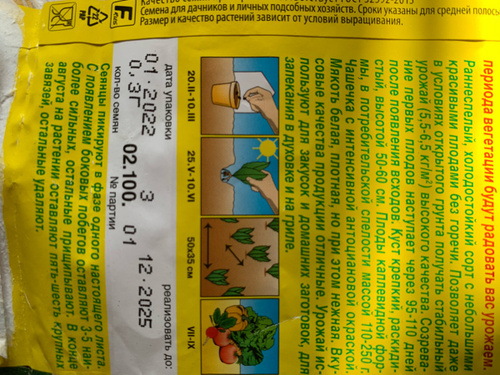 Семена для дачников и личных подсобных хозяйств. Сроки указаны для средней полосы
Размер и качество растений зависит от условий выращивания.
периода вегетации будут радовать вас урожаем.
Раннеспелый, холодостойкий сорт с небольшими
красивыми плодами без горечи. Позволяет даже
в условиях открытого грунта получать стабильный
урожай (5,5-6,5 кг/м²) высокого качества. Созрева-
ние первых плодов наступает через 95-110 дней
после появления всходов. Куст крепкий, раскиди-
стый, высотой 50-60 см. Плоды каплевидной фор-
мы, в потребительской спелости массой 110-250 г.
Чашечка с интенсивной антоциановой окраской.
Мякоть белая, плотная, но при этом нежная. Вку-
совые качества продукции отличные. Урожай ис-
пользуют для закусок и домашних заготовок, для
запекания в духовке и на гриле.
20.II-10.III
25.V-10.VI
50x35 см
VII-IX
дата упаковки
реализовать до:
01.2022 3 01 12.2025
0,3Г 02.100
кол-во семян
№ партии
Сеянцы пикируют в фазе одного настоящего листа.
С появлением боковых побегов оставляют 3-5 наи-
более сильных, остальные прищипывают. В конце
августа на растении оставляют пять-шесть крупных
завязей, остальные удаляют.